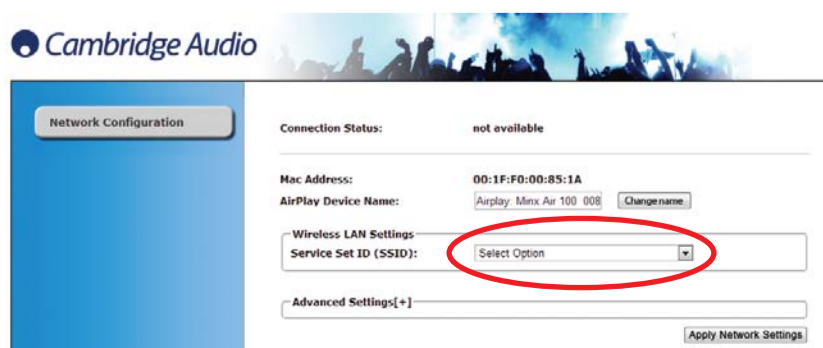 Cambridge Audio
Network Configuration
Connection Status: not available
Mac Address: 00:1F:F0:00:85:1A
AirPlay Device Name: Airplay: Minx Air 100 008 Change name
Wireless LAN Settings
Service Set ID (SSID): Select Option
Advanced Settings[+]
Apply Network Settings